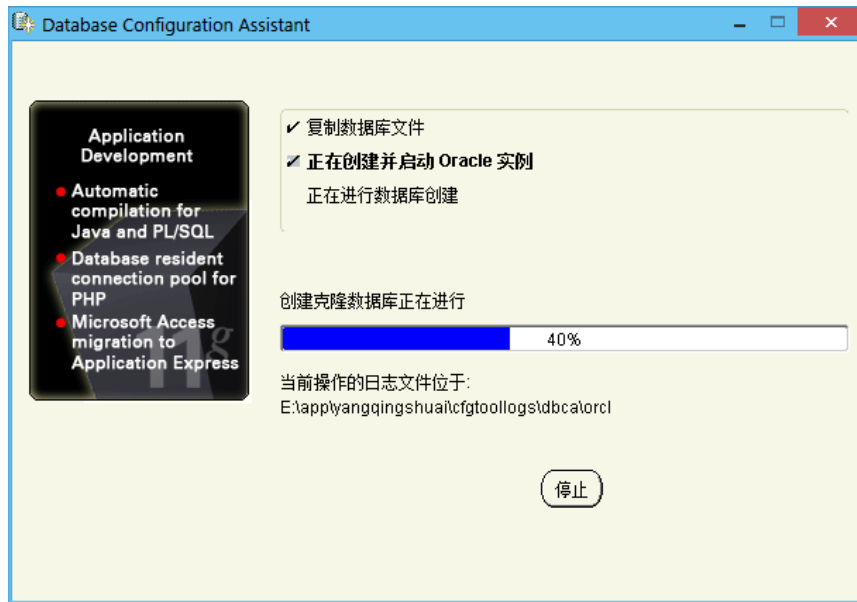 Database Configuration Assistant
Application
Development
Automatic
compilation for
Java and PL/SQL
Database resident
connection pool for
PHP
Microsoft Access
migration to
Application Express
11g
复制数据库文件
正在创建并启动 Oracle 实例
正在进行数据库创建
创建克隆数据库正在进行
40%
当前操作的日志文件位于:
E:\app\yangqingshuai\cfgtoollogs\dbca\orcl
停止